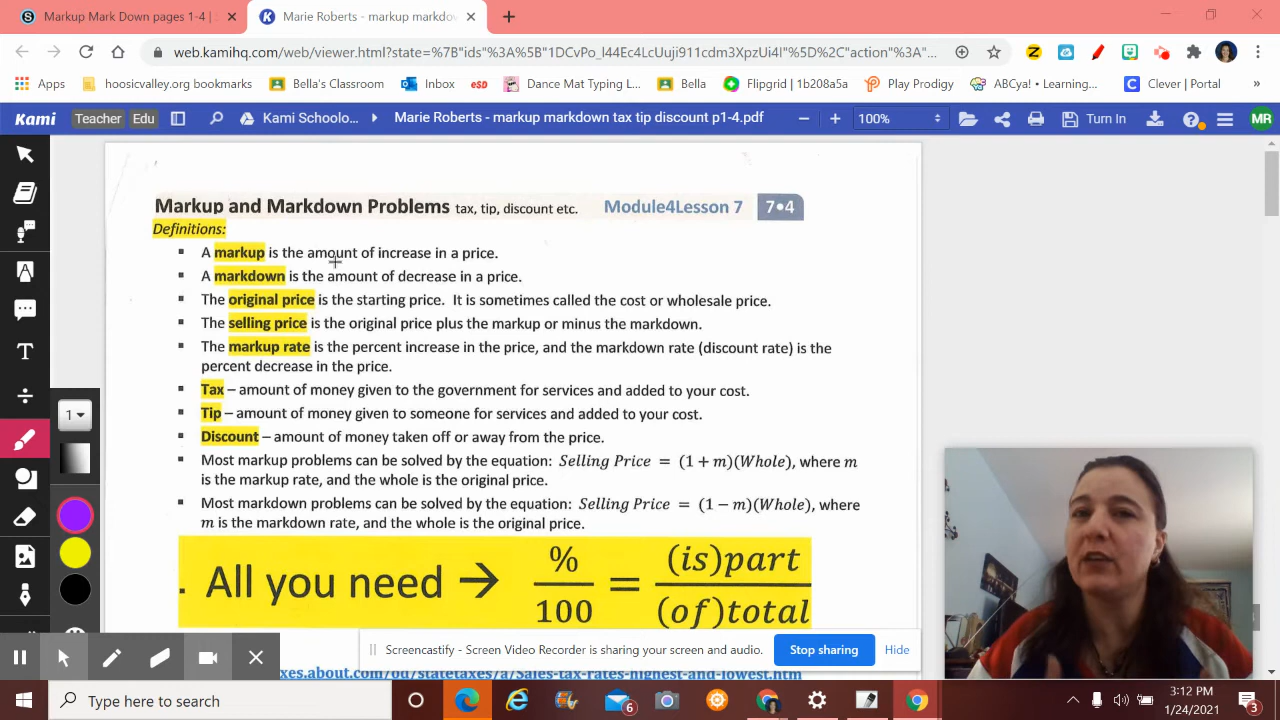 Markup Mark Down pages 1-4 |
Marie Roberts - markup markdo
web.kamihq.com/web/viewer.html?state=%7B"ids"%3A%5B"1DCvPo_l44Ec4LcUuji911cdm3XpzUi4I"%5D%2C"action"%3A"...
Apps
hoosicvalley.org bookmarks
Bella's Classroom
Inbox
esd
Dance Mat Typing L...
Bella
Flipgrid | 1b208a5a
Play Prodigy
ABCya! • Learning...
Clever | Portal
»
Kami
Teacher
Edu
Kami Schoolo...
Marie Roberts - markup markdown tax tip discount p1-4.pdf
100%
Turn In
MR
Markup and Markdown Problems tax, tip, discount etc. Module4Lesson 7 7•4
Definitions:
▪ A markup is the amount of increase in a price.
▪ A markdown is the amount of decrease in a price.
▪ The original price is the starting price. It is sometimes called the cost or wholesale price.
▪ The selling price is the original price plus the markup or minus the markdown.
▪ The markup rate is the percent increase in the price, and the markdown rate (discount rate) is the
percent decrease in the price.
▪ Tax – amount of money given to the government for services and added to your cost.
▪ Tip – amount of money given to someone for services and added to your cost.
▪ Discount – amount of money taken off or away from the price.
▪ Most markup problems can be solved by the equation: Selling Price = (1 + m)(Whole), where m
is the markup rate, and the whole is the original price.
▪ Most markdown problems can be solved by the equation: Selling Price = (1 − m)(Whole), where
m is the markdown rate, and the whole is the original price.
. All you need → %/100 = (is)part/(of)total
1
Screencastify - Screen Video Recorder is sharing your screen and audio.
Stop sharing
Hide
xes.about.com/od/statetaxes/a/Sales-tax-rates-highest-and-lowest.htm
Type here to search
6
3:12 PM
1/24/2021
3